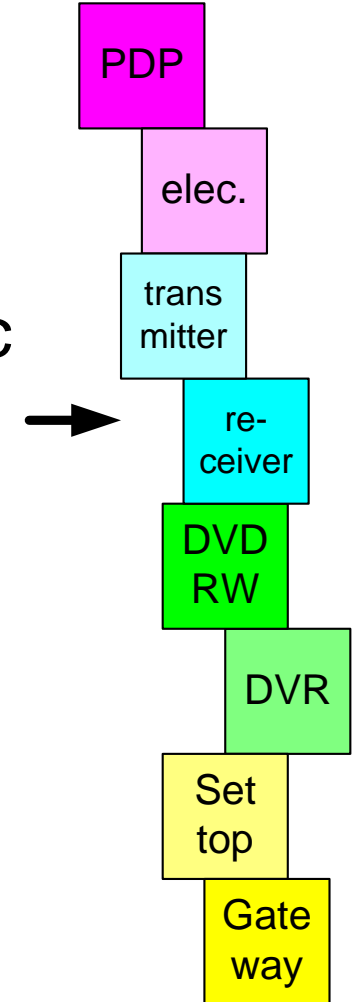 PDP
elec.
trans
mitter
c
re-
ceiver
DVD
RW
DVR
Set
top
Gate
way